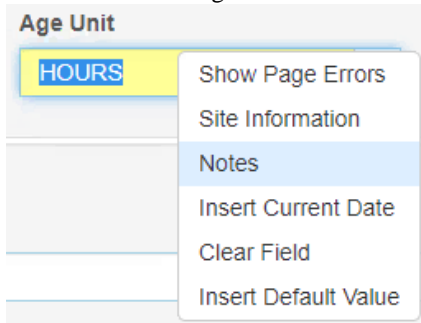 Age Unit
HOURS
Show Page Errors
Site Information
Notes
Insert Current Date
Clear Field
Insert Default Value